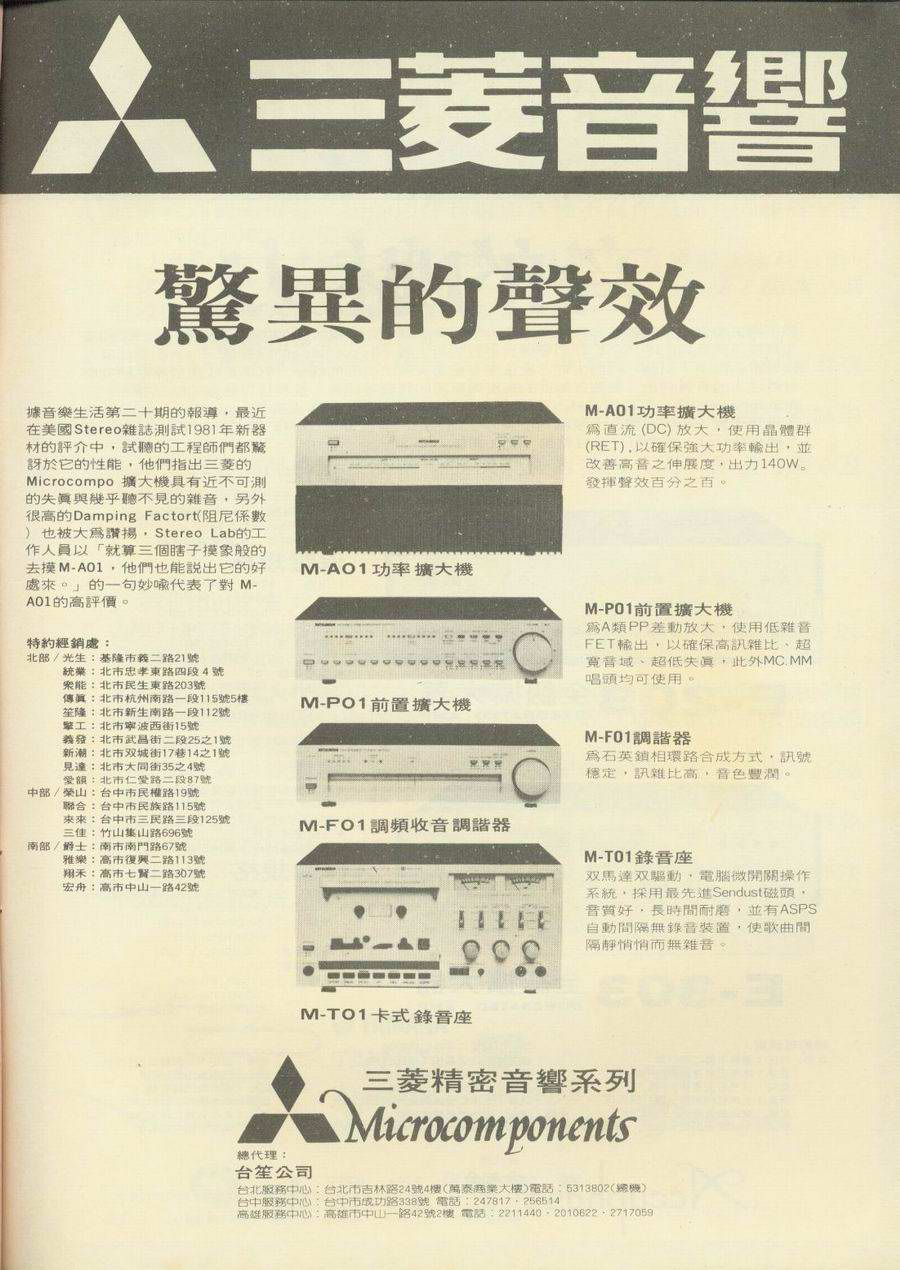 三菱音響
驚異的聲效
據音樂生活第二十期的報導，最近
在美國Stereo雜誌測試1981年新器
材的評介中，試聽的工程師們都驚
訝於它的性能，他們指出三菱的
Microcompo 擴大機具有近不可測
的失眞與幾乎聽不見的雜音，另外
很高的Damping Factort(阻尼係數
）也被大爲讚揚，Stereo Lab的工
作人員以「就算三個瞎子摸象般的
去摸M-A01，他們也能説出它的好
處來。」的一句妙喩代表了對 M-
A01的高評價。
特約經銷處：
北部／光生：基隆市義二路21號
統業：北市忠孝東路四段４號
衆能：北市民生東路203號
傳眞：北市杭州南路一段115號5樓
笙隆：北市新生南路一段112號
擎工：北市寧波西街15號
義發：北市武昌街二段25之1號
新潮：北市双城街17巷14之1號
見達：北市大同街35之4號
愛韻：北市仁愛路二段87號
中部／榮山：台中市民權路19號
聯合：台中市民族路115號
來來：台中市三民路三段125號
三佳：竹山集山路696號
南部／爵士：南市南門路67號
雅樂：高市復興二路113號
翔禾：高市七賢二路307號
宏舟：高市中山一路42號
M-A01功率擴大機
M-P01前置擴大機
M-F01調頻收音調諧器
M-T01卡式錄音座
M-A01功率擴大機
爲直流 (DC) 放大，使用晶體群
(RET)，以確保強大功率輸出，並
改善高音之伸展度，出力140W。
發揮聲效百分之百。
M-P01前置擴大機
爲A類PP差動放大，使用低雜音
FET輸出，以確保高訊雜比、超
寬音域、超低失眞，此外MC.MM
唱頭均可使用。
M-F01調諧器
爲石英鎖相環路合成方式，訊號
穩定，訊雜比高，音色豐潤。
M-T01錄音座
双馬達双驅動，電腦微開關操作
系統，採用最先進Sendust磁頭，
音質好，長時間耐磨，並有ASPS
自動間隔無錄音裝置，使歌曲間
隔靜悄悄而無雜音。
三菱精密音響系列
Microcomponents
總代理：
台笙公司
台北服務中心：台北市吉林路24號4樓(萬泰商業大樓)電話：5313802(總機)
台中服務中心：台中市成功路338號 電話：247817．256514
高雄服務中心：高雄市中山一路42號2樓 電話：2211440．2010622．2717059